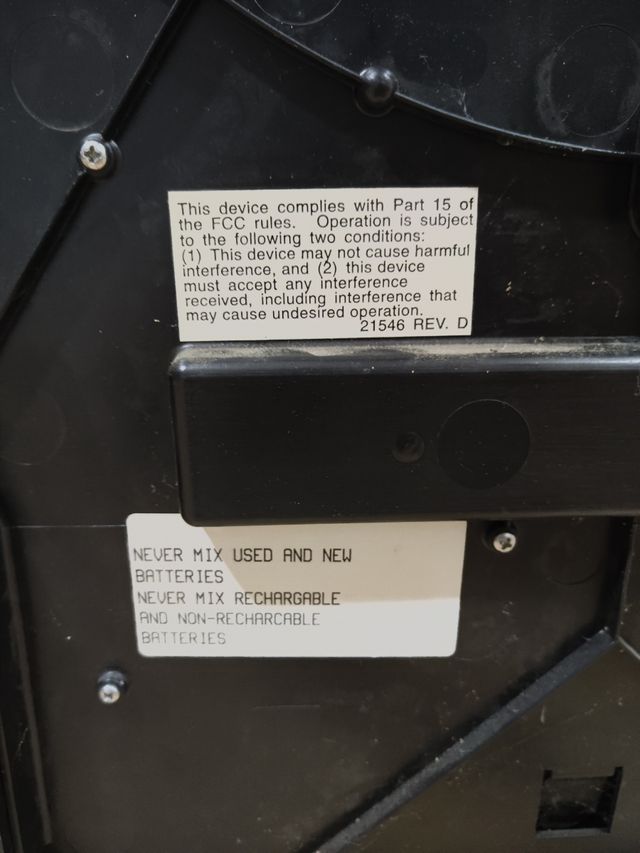 This device complies with Part 15 of
the FCC rules. Operation is subject
to the following two conditions:
(1) This device may not cause harmful
interference, and (2) this device
must accept any interference
received, including interference that
may cause undesired operation.
21546 REV. D
NEVER MIX USED AND NEW
BATTERIES
NEVER MIX RECHARGABLE
AND NON-RECHARCABLE
BATTERIES